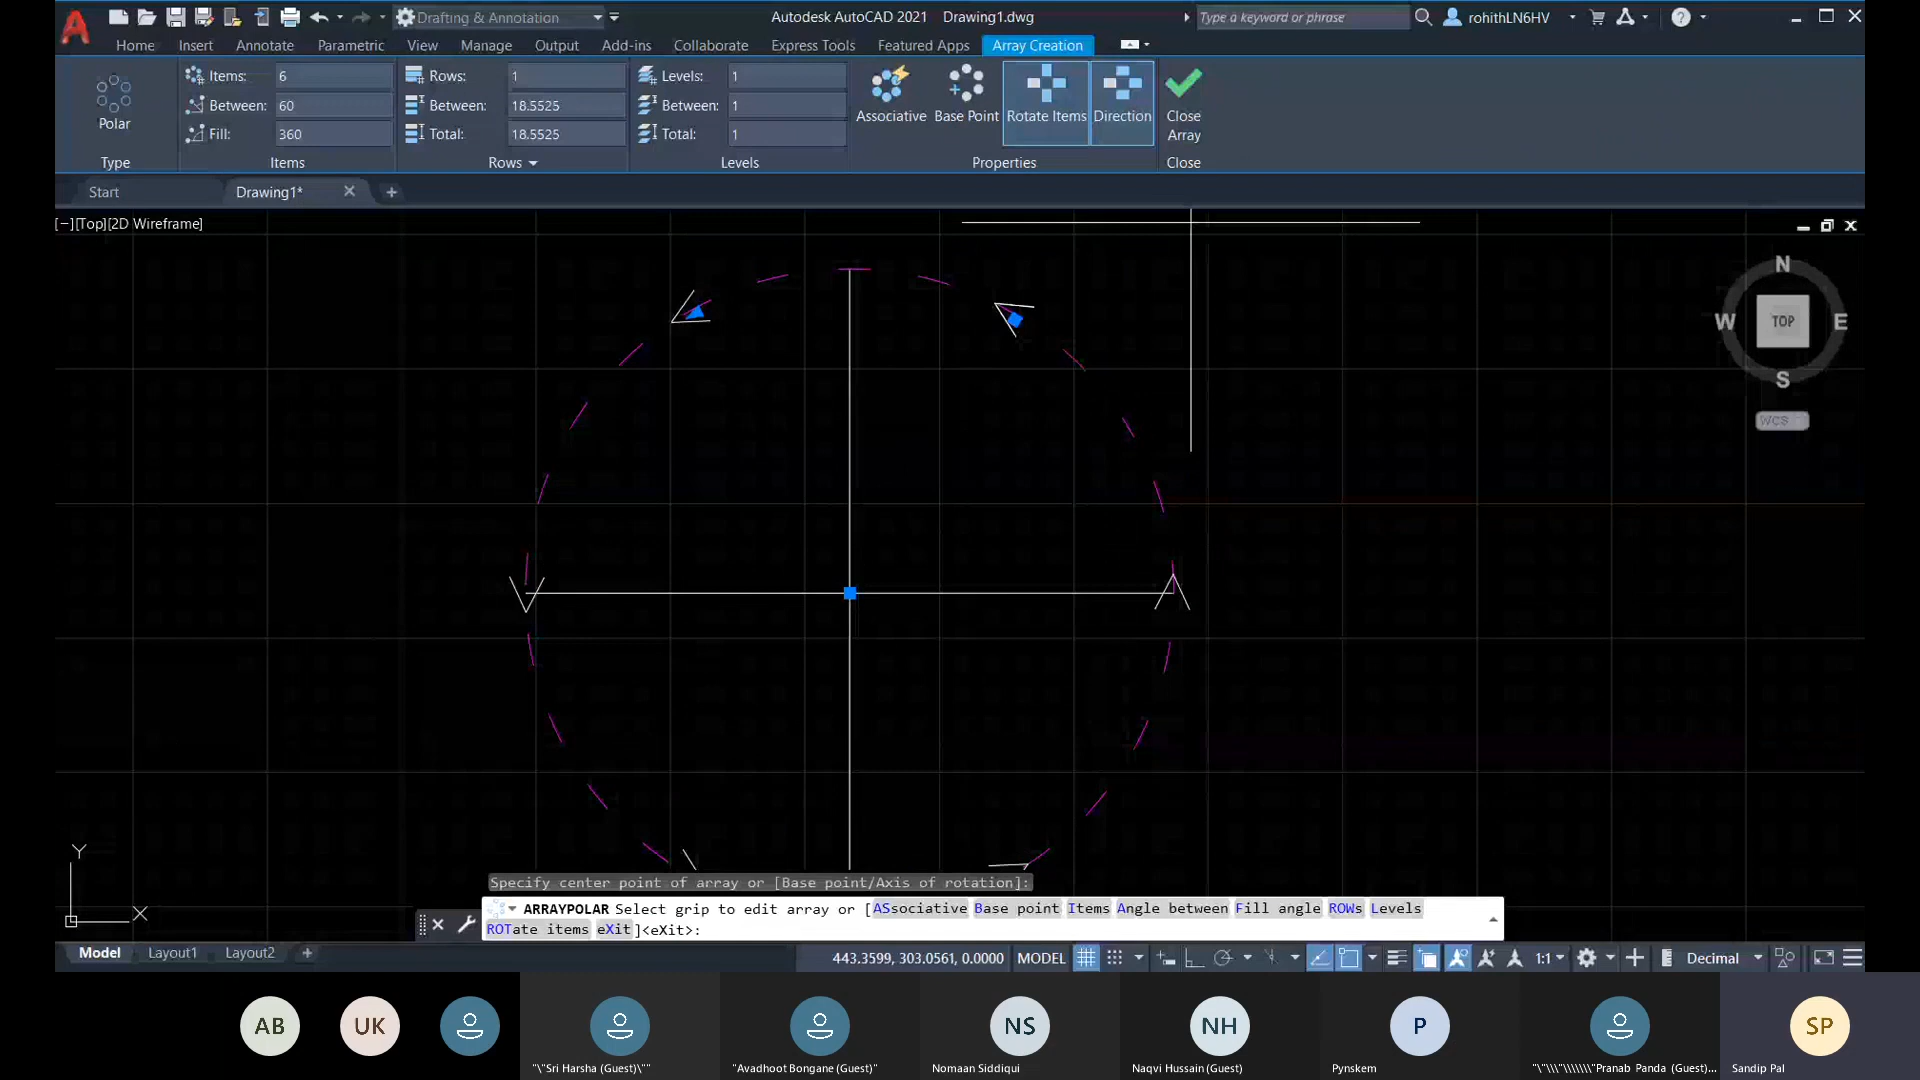 Drafting & Annotation
Autodesk AutoCAD 2021 Drawing1.dwg
Type a keyword or phrase
rohithLN6HV
Home Insert Annotate Parametric View Manage Output Add-ins Collaborate Express Tools Featured Apps Array Creation
Items: 6 Rows: 1 Levels: 1
Between: 60 Between: 18.5525 Between: 1
Fill: 360 Total: 18.5525 Total: 1
Polar
Associative Base Point Rotate Items Direction Close
Array
Type Items Rows Levels Properties Close
Start Drawing1*
[−][Top][2D Wireframe]
N
W TOP E
S
WCS
Y
X
Specify center point of array or [Base point/Axis of rotation]:
ARRAYPOLAR Select grip to edit array or [ASsociative Base point Items Angle between Fill angle ROWs Levels
ROTate items eXit]<eXit>:
Model Layout1 Layout2 +
443.3599, 303.0561, 0.0000 MODEL 1:1 Decimal
AB UK NS NH P SP
"\"Sri Harsha (Guest)\"" "Avadhoot Bongane (Guest)" Nomaan Siddiqui Naqvi Hussain (Guest) Pynskem "\"\\\"\\\\\\\"Pranab Panda (Guest)... Sandip Pal